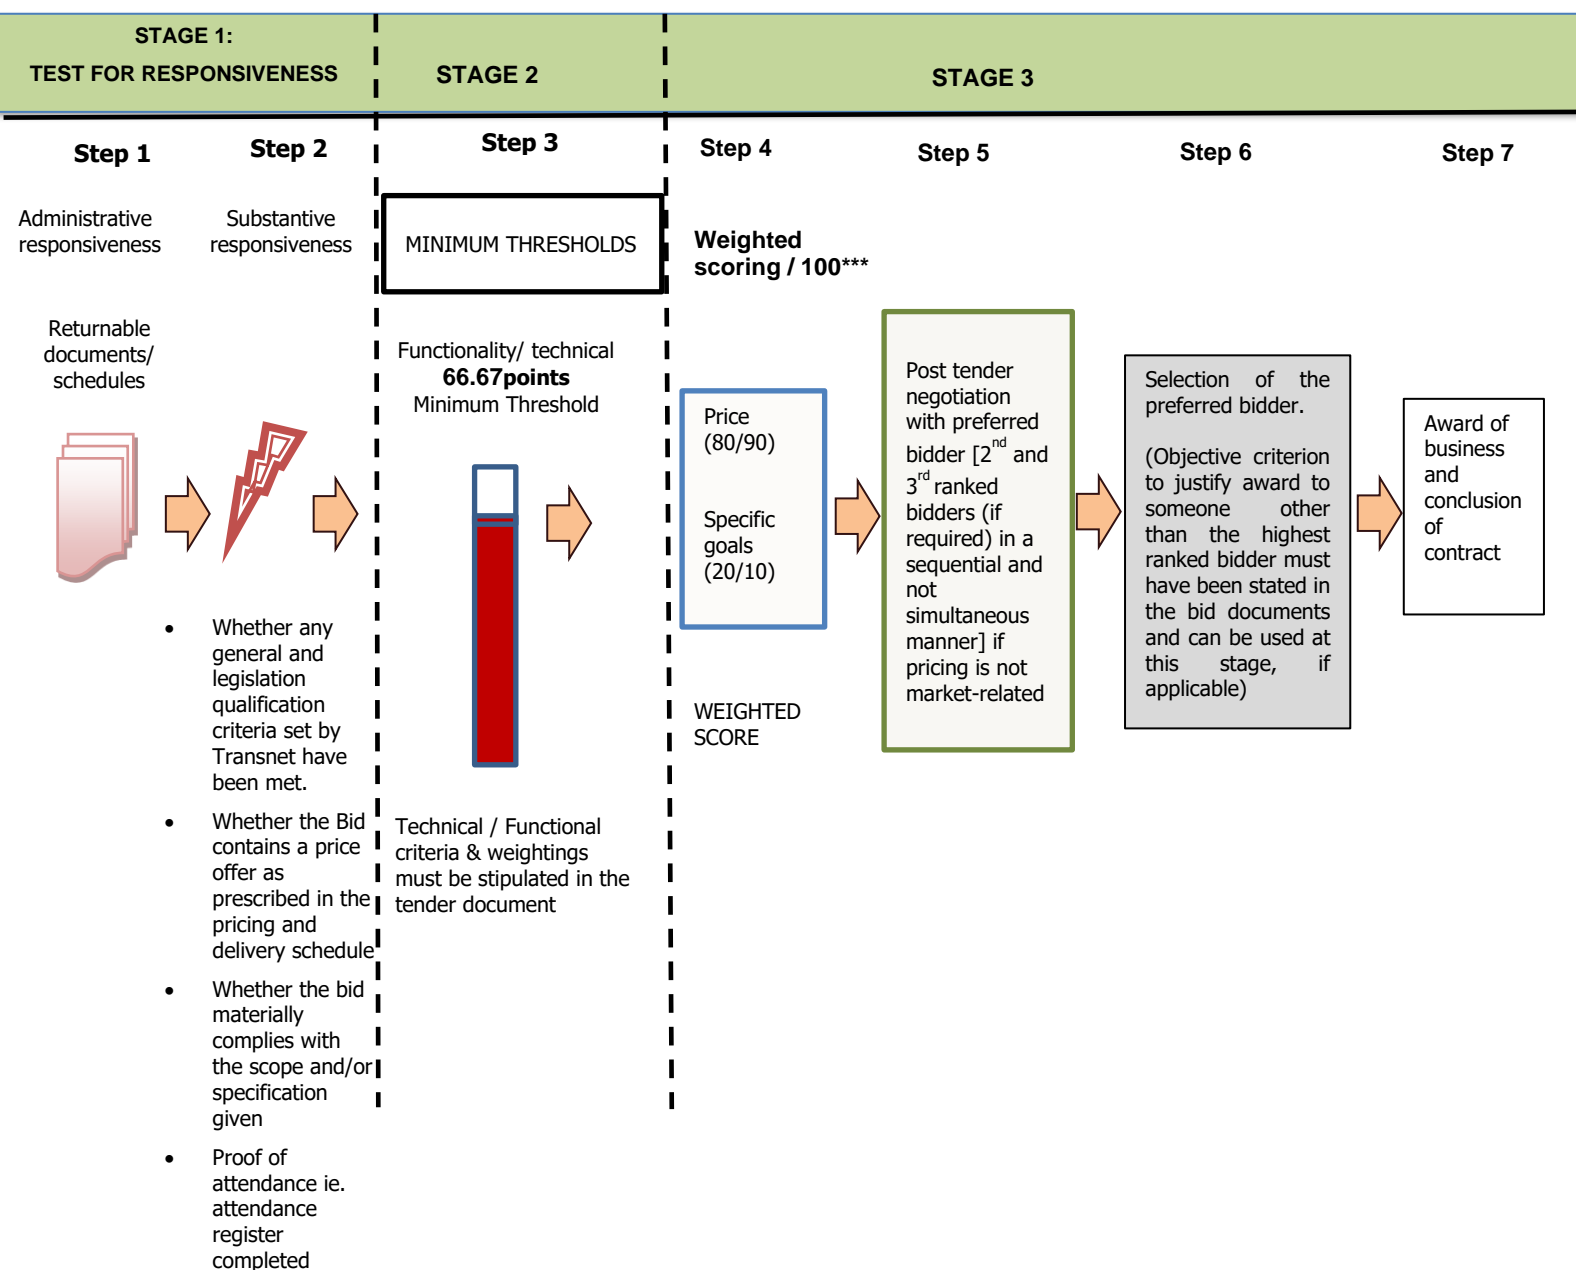 STAGE 1:
TEST FOR RESPONSIVENESS
STAGE 2
STAGE 3
Step 1
Step 2
Step 3
Step 4
Step 5
Step 6
Step 7
Administrative
responsiveness
Substantive
responsiveness
MINIMUM THRESHOLDS
Weighted
scoring / 100***
Returnable
documents/
schedules
Functionality/ technical
66.67points
Minimum Threshold
Price
(80/90)
Specific
goals
(20/10)
WEIGHTED
SCORE
Post tender
negotiation
with preferred
bidder [2nd and
3rd ranked
bidders (if
required) in a
sequential and
not
simultaneous
manner] if
pricing is not
market-related
Selection of the
preferred bidder.
(Objective criterion
to justify award to
someone other
than the highest
ranked bidder must
have been stated in
the bid documents
and can be used at
this stage, if
applicable)
Award of
business
and
conclusion
of
contract
• Whether any
general and
legislation
qualification
criteria set by
Transnet have
been met.
• Whether the Bid
contains a price
offer as
prescribed in the
pricing and
delivery schedule
• Whether the bid
materially
complies with
the scope and/or
specification
given
• Proof of
attendance ie.
attendance
register
completed
Technical / Functional
criteria & weightings
must be stipulated in the
tender document